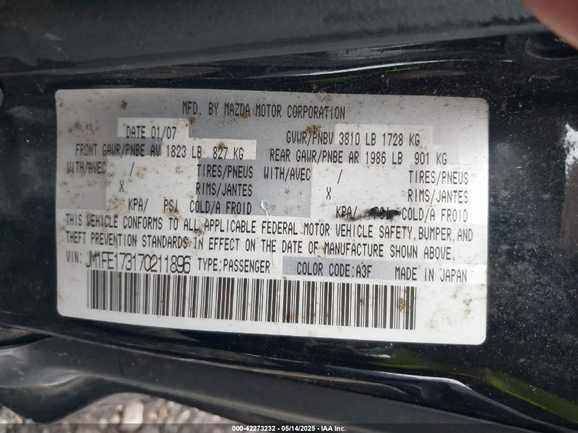 MFD. BY MAZDA MOTOR CORPORATION
DATE 01/07 GVWR/PNBV 3810 LB 1728 KG
FRONT GAWR/PNBE AV 1823 LB 827 KG REAR GAWR/PNBE AR 1986 LB 901 KG
WITH/AVEC / TIRES/PNEUS WITH/AVEC / TIRES/PNEUS
X RIMS/JANTES X RIMS/JANTES
KPA/ PSI COLD/A FROID KPA/ PSI COLD/A FROID
THIS VEHICLE CONFORMS TO ALL APPLICABLE FEDERAL MOTOR VEHICLE SAFETY, BUMPER, AND
THEFT PREVENTION STANDARDS IN EFFECT ON THE DATE OF MANUFACTURE SHOWN ABOVE.
VIN: JM1FE173170211896 TYPE:PASSENGER COLOR CODE:A3F MADE IN JAPAN
000-42273232 - 05/14/2025 - IAA Inc.